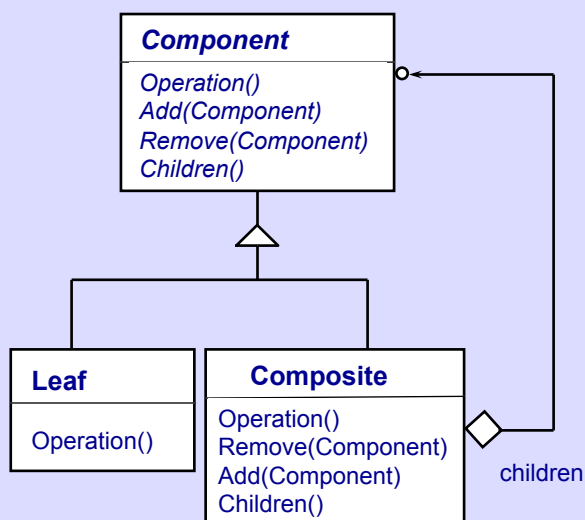 Component
Operation()
Add(Component)
Remove(Component)
Children()
Leaf
Operation()
Composite
Operation()
Remove(Component)
Add(Component)
Children()
children